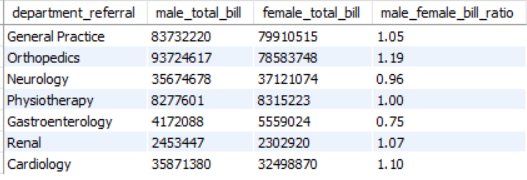 department_referral male_total_bill female_total_bill male_female_bill_ratio
General Practice 83732220 79910515 1.05
Orthopedics 93724617 78583748 1.19
Neurology 35674678 37121074 0.96
Physiotherapy 8277601 8315223 1.00
Gastroenterology 4172088 5559024 0.75
Renal 2453447 2302920 1.07
Cardiology 35871380 32498870 1.10